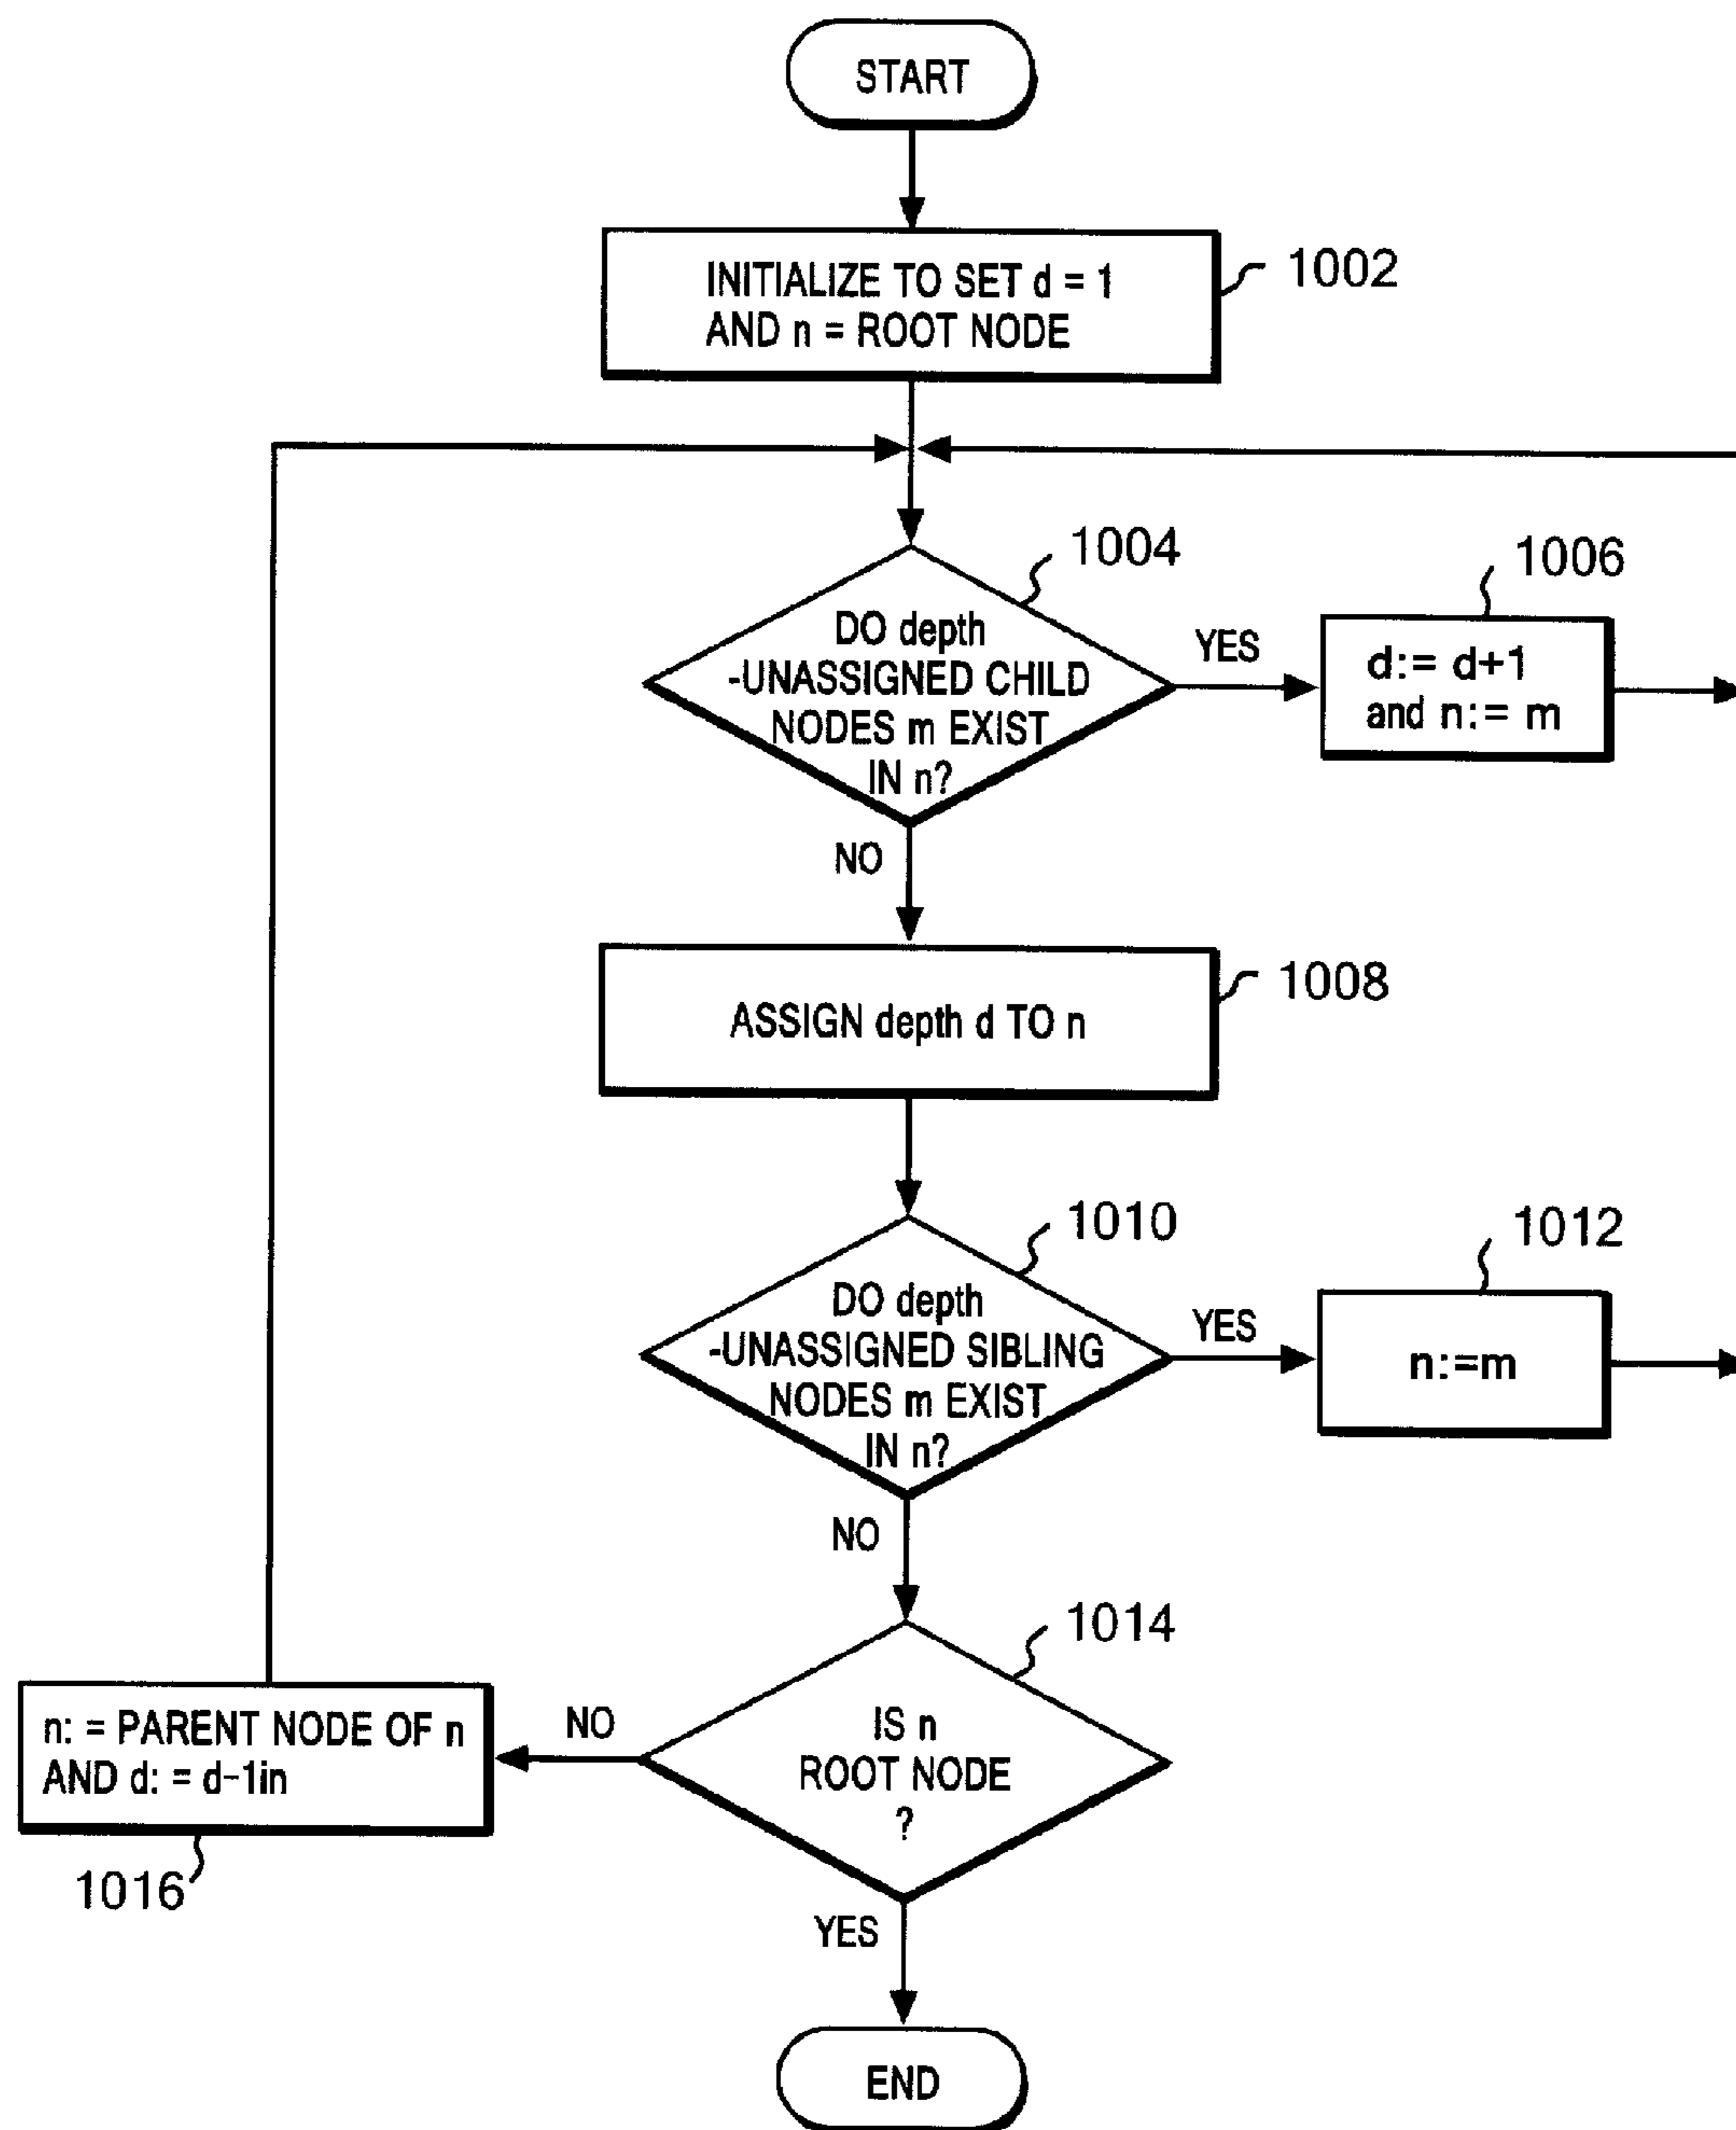 START
INITIALIZE TO SET d = 1
AND n = ROOT NODE
1002
1004
DO depth
-UNASSIGNED CHILD
NODES m EXIST
IN n?
YES
1006
d:= d+1
and n:= m
NO
ASSIGN depth d TO n
1008
1010
DO depth
-UNASSIGNED SIBLING
NODES m EXIST
IN n?
YES
1012
n:=m
NO
1014
IS n
ROOT NODE
?
NO
n: = PARENT NODE OF n
AND d: = d-1in
1016
YES
END